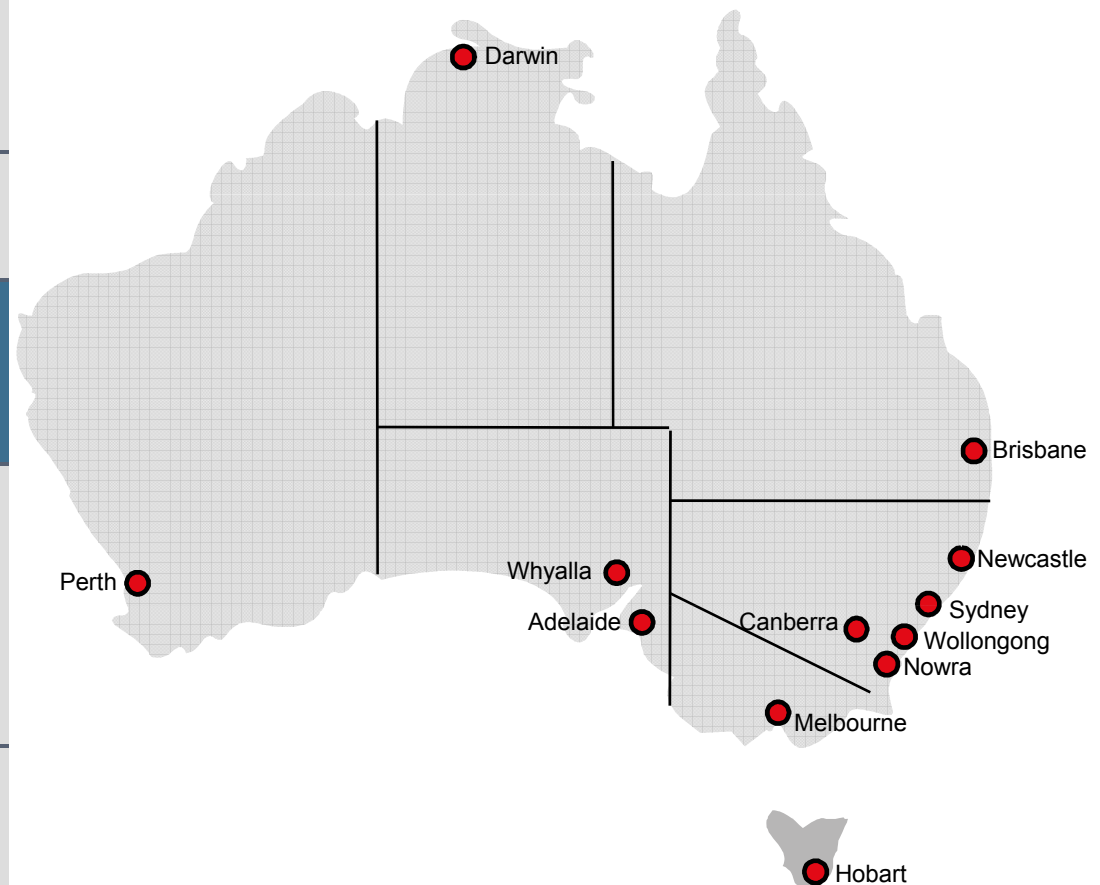 Darwin
Brisbane
Newcastle
Whyalla
Perth
Sydney
Adelaide
Canberra
Wollongong
Nowra
Melbourne
Hobart